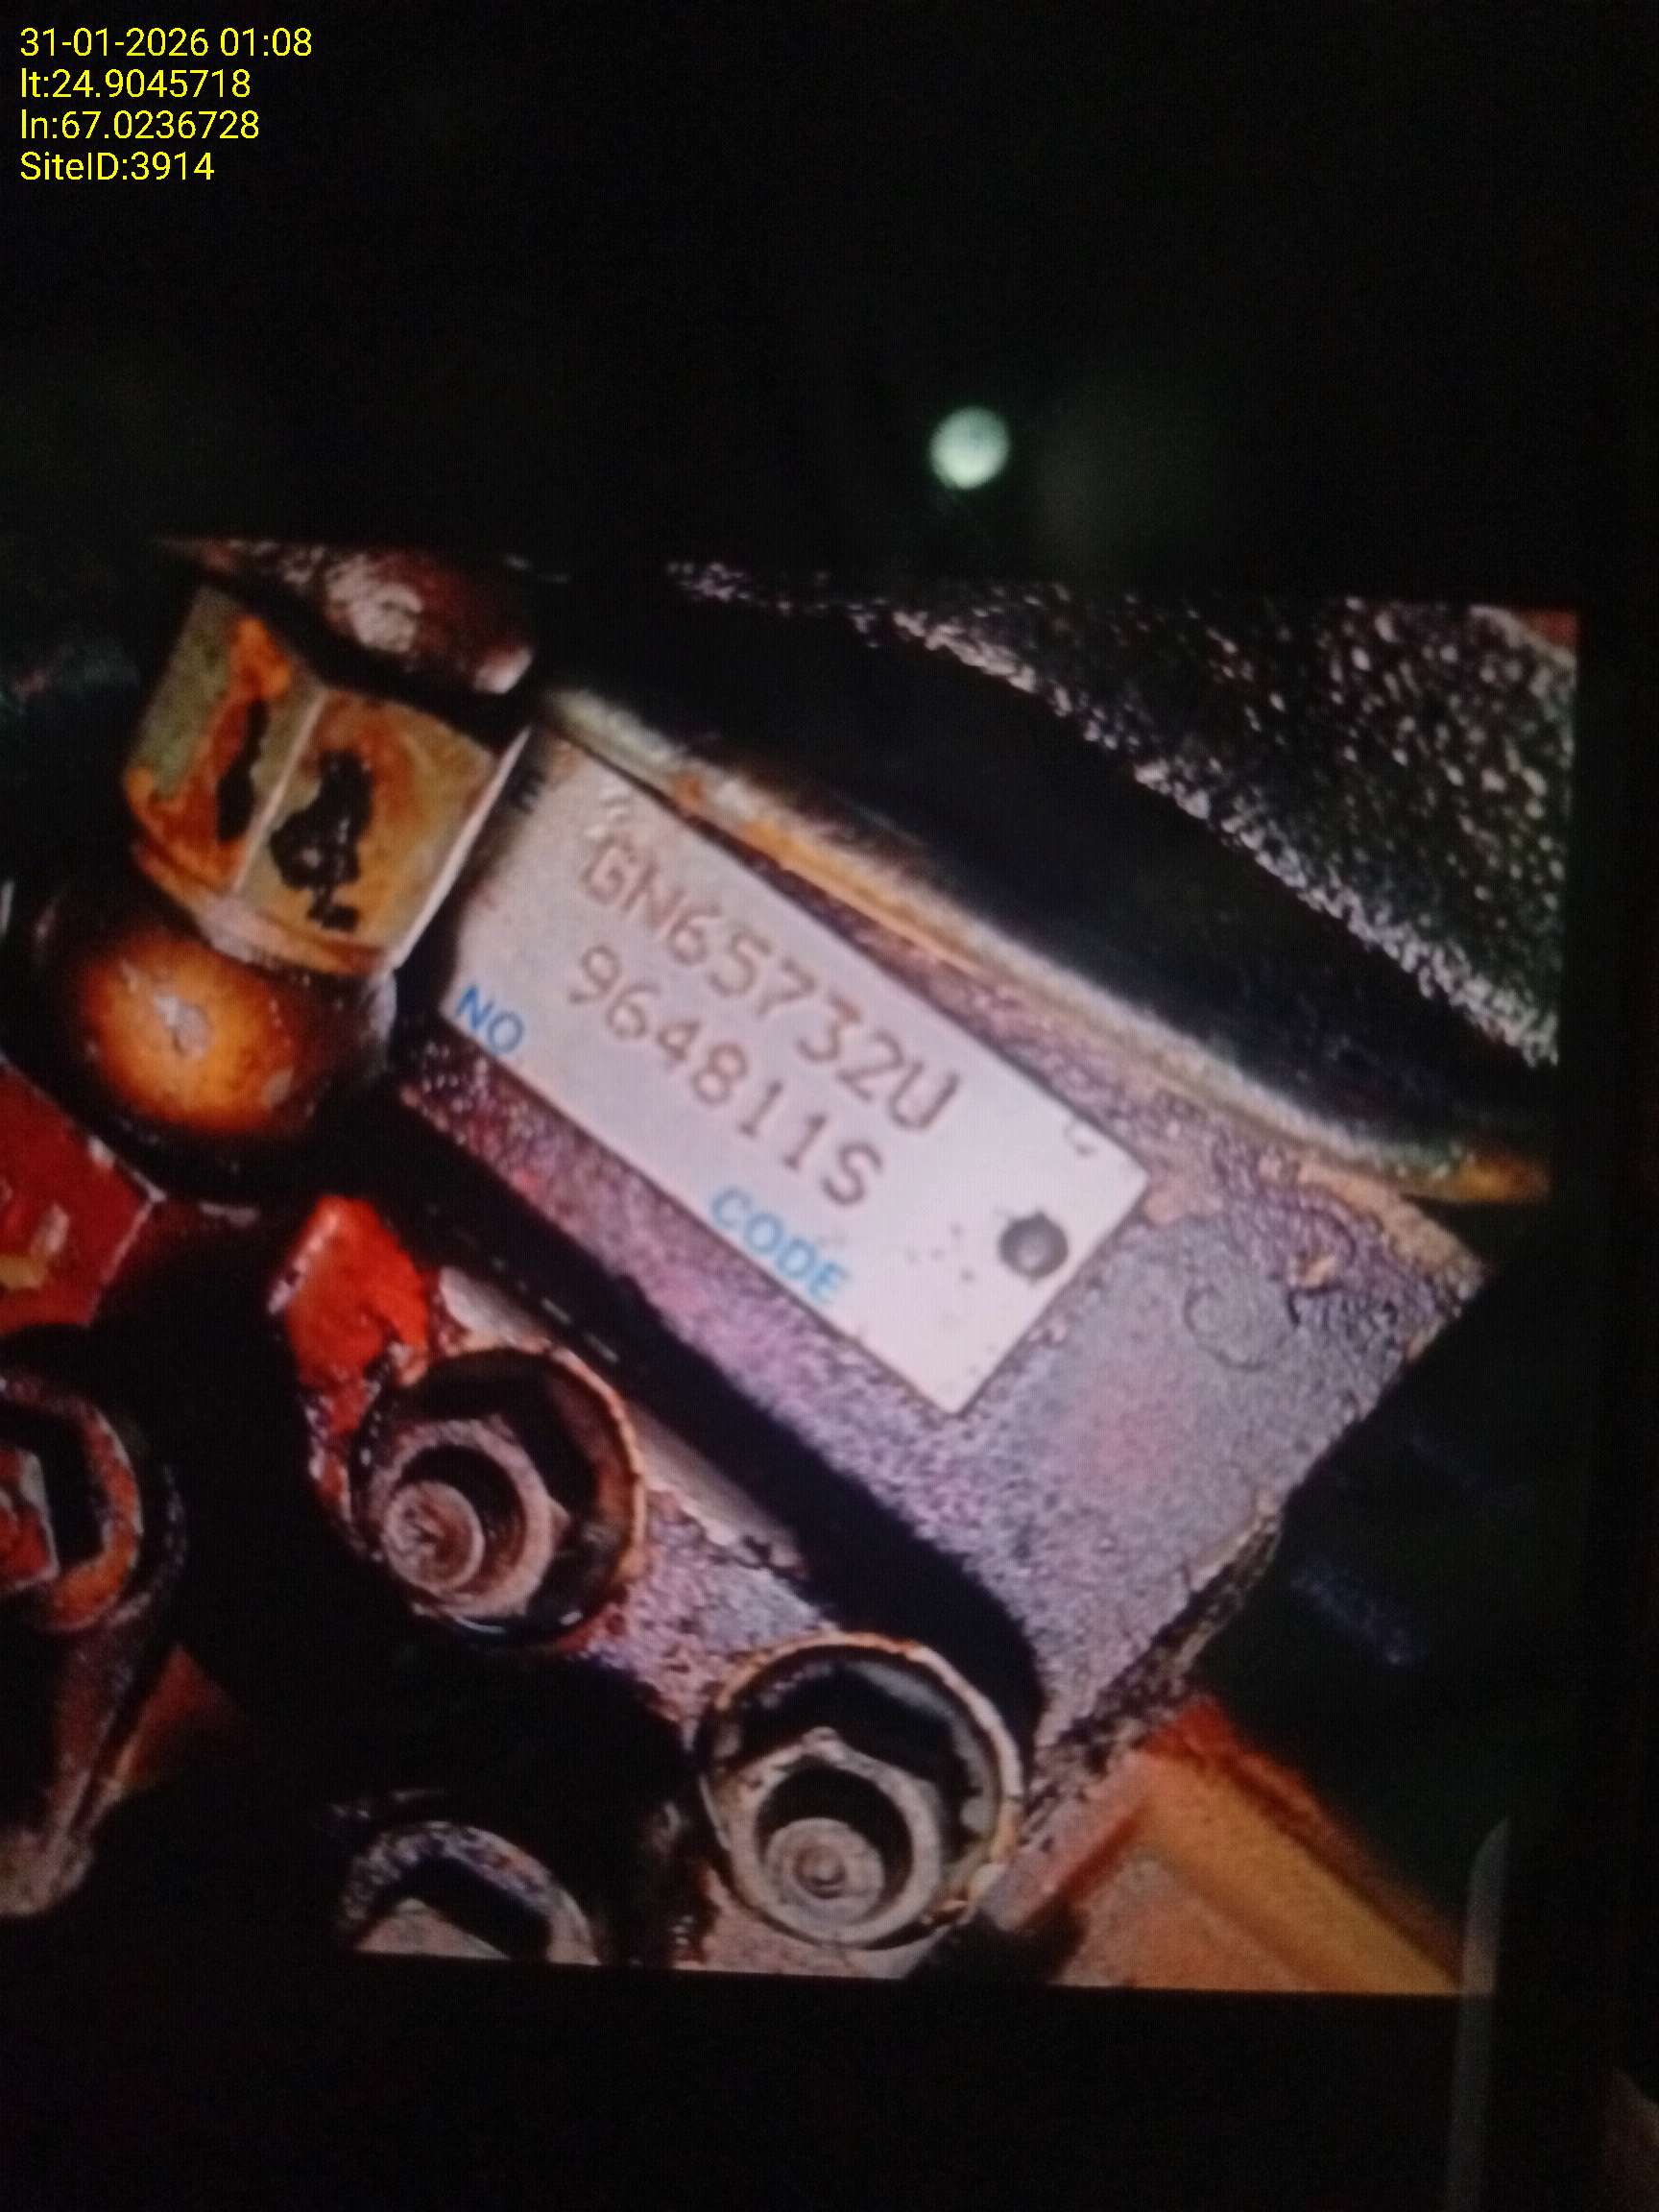 31-01-2026 01:08
lt:24.9045718
ln:67.0236728
SiteID:3914
GN65732U
964811S
NO
CODE